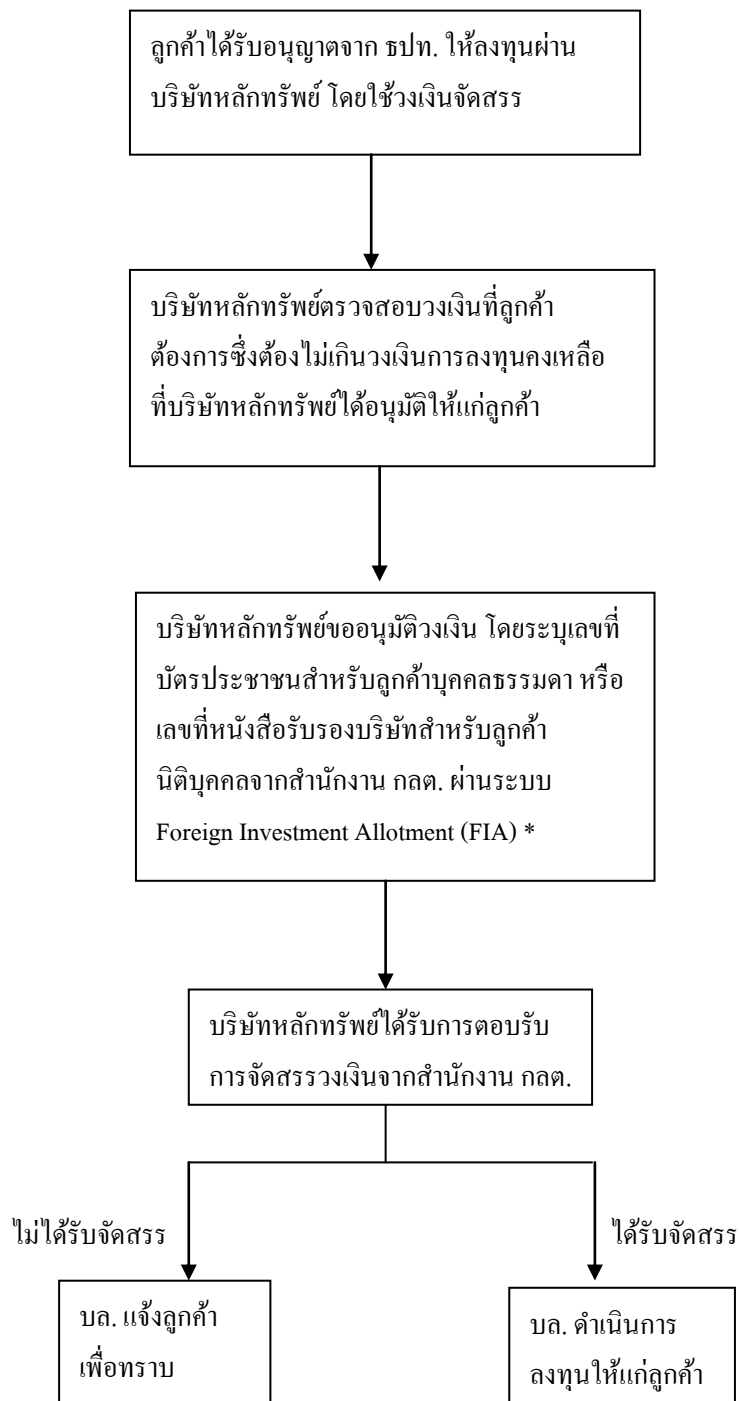 ลูกค้าได้รับอนุญาตจาก ธปท. ให้ลงทุนผ่าน
บริษัทหลักทรัพย์ โดยใช้วงเงินจัดสรร
บริษัทหลักทรัพย์ตรวจสอบวงเงินที่ลูกค้า
ต้องการซึ่งต้องไม่เกินวงเงินการลงทุนคงเหลือ
ที่บริษัทหลักทรัพย์ได้อนุมัติให้แก่ลูกค้า
บริษัทหลักทรัพย์ขออนุมัติวงเงิน โดยระบุเลขที่
บัตรประชาชนสำหรับลูกค้าบุคคลธรรมดา หรือ
เลขที่หนังสือรับรองบริษัทสำหรับลูกค้า
นิติบุคคลจากสำนักงาน กลต. ผ่านระบบ
Foreign Investment Allotment (FIA) *
บริษัทหลักทรัพย์ได้รับการตอบรับ
การจัดสรรวงเงินจากสำนักงาน กลต.
ไม่ได้รับจัดสรร
ได้รับจัดสรร
บล. แจ้งลูกค้า
เพื่อทราบ
บล. ดำเนินการ
ลงทุนให้แก่ลูกค้า